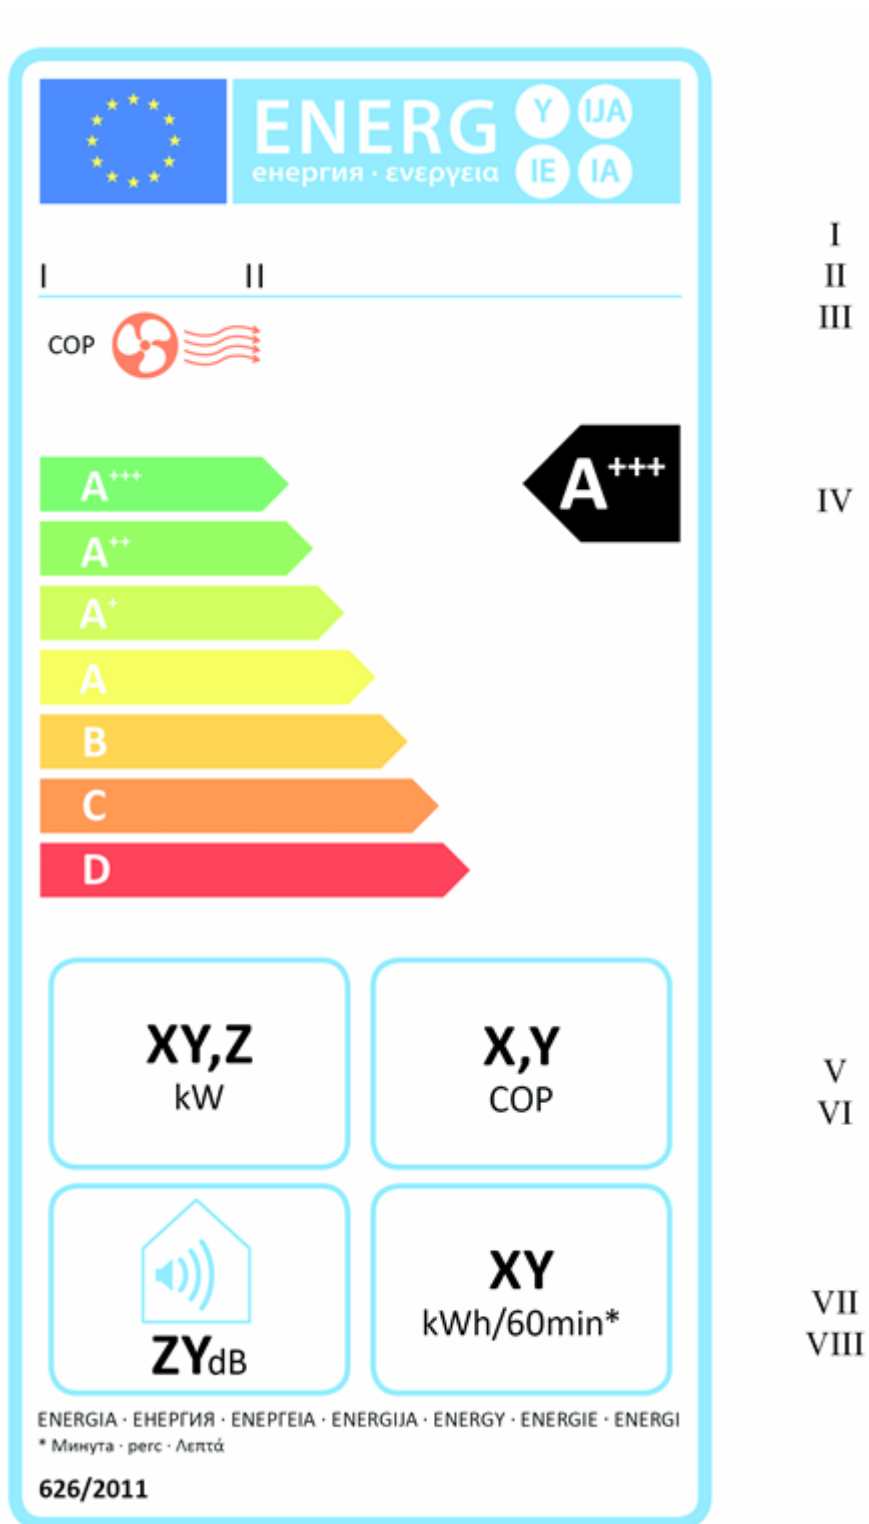 ENERG Y IJA
енергия · ενεργεια IE IA
I
I II
II
III
COP
A+++
A+++
IV
A++
A+
A
B
C
D
XY,Z
kW
X,Y
COP
V
VI
ZYdB
XY
kWh/60min*
VII
VIII
ENERGIA · ЕНЕРГИЯ · ΕΝΕΡΓΕΙΑ · ENERGIJA · ENERGY · ENERGIE · ENERGI
* Минута · perc · Λεπτά
626/2011